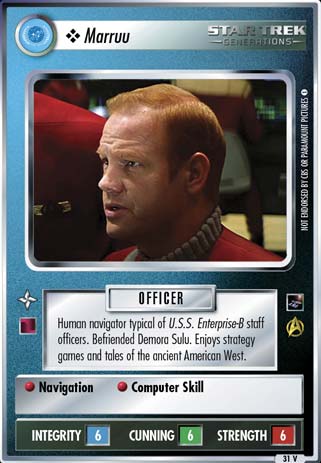 ❖ Marruu
STAR TREK
GENERATIONS
NOT ENDORSED BY CBS OR PARAMOUNT PICTURES
OFFICER
Human navigator typical of U.S.S. Enterprise-B staff
officers. Befriended Demora Sulu. Enjoys strategy
games and tales of the ancient American West.
Navigation Computer Skill
INTEGRITY 6 CUNNING 6 STRENGTH 6
31 V